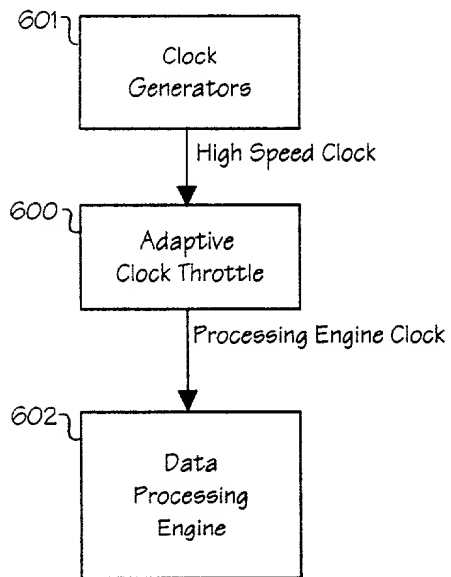 601
Clock
Generators
High Speed Clock
600
Adaptive
Clock Throttle
Processing Engine Clock
602
Data
Processing
Engine